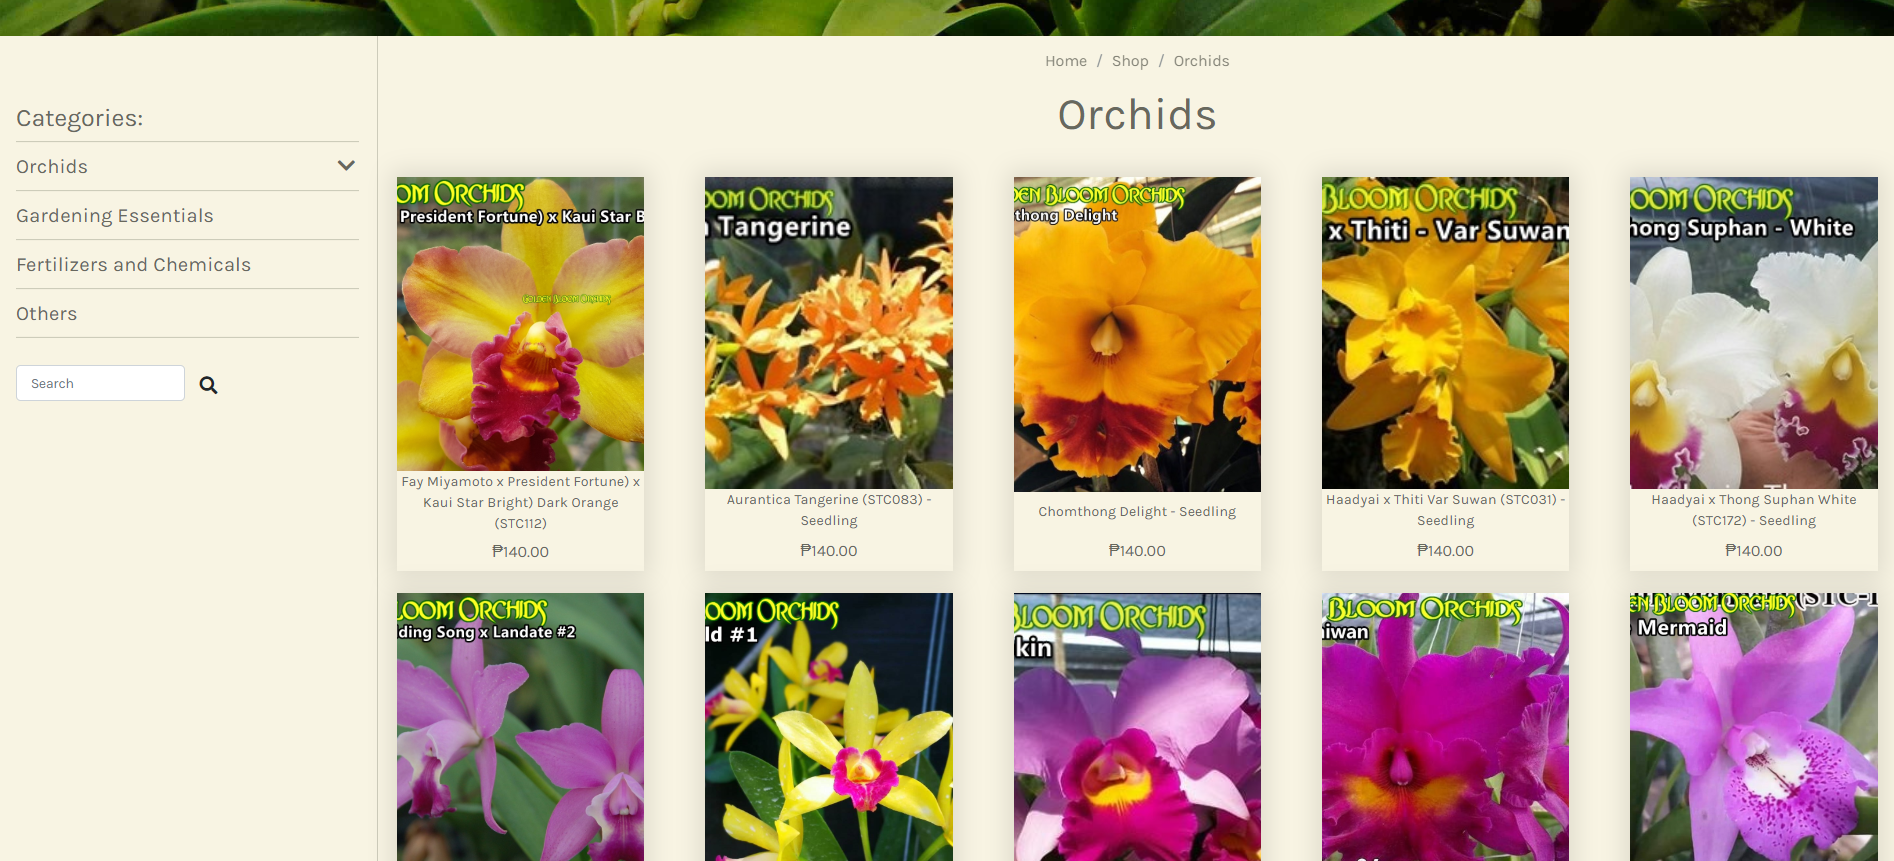 Home / Shop / Orchids
Orchids
Categories:
Orchids
Gardening Essentials
Fertilizers and Chemicals
Others
Search
OM ORCHIDS
President Fortune) x Kaui Star B
GOLDEN BLOOM ORCHIDS
Fay Miyamoto x President Fortune) x
Kaui Star Bright) Dark Orange
(STC112)
₱140.00
OOM ORCHIDS
Tangerine
Aurantica Tangerine (STC083) -
Seedling
₱140.00
DEN BLOOM ORCHIDS
thong Delight
Chomthong Delight - Seedling
₱140.00
BLOOM ORCHIDS
x Thiti - Var Suwan
Haadyai x Thiti Var Suwan (STC031) -
Seedling
₱140.00
OOM ORCHIDS
hong Suphan - White
Haadyai x Thong Suphan White
(STC172) - Seedling
₱140.00
LOOM ORCHIDS
ding Song x Landate #2
OOM ORCHIDS
ld #1
BLOOM ORCHIDS
kin
BLOOM ORCHIDS
iwan
EN BLOOM ORCHIDS
Mermaid